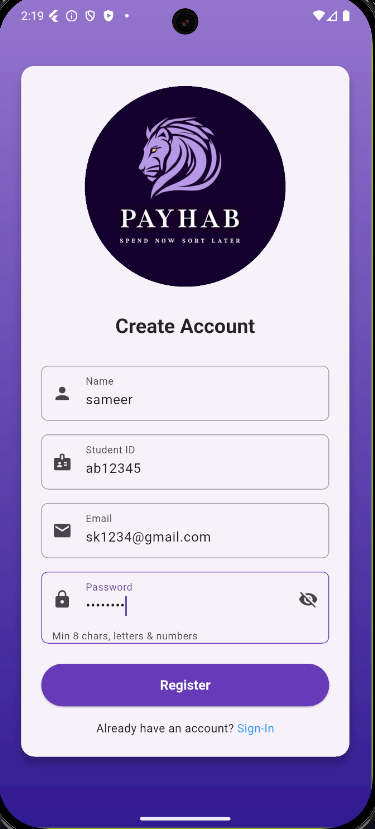 2:19
PAYHAB
SPEND NOW SORT LATER
Create Account
Name
sameer
Student ID
ab12345
Email
sk1234@gmail.com
Password
••••••••
Min 8 chars, letters & numbers
Register
Already have an account? Sign-In